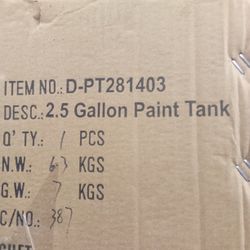 ITEM NO.: D-PT281403
DESC.: 2.5 Gallon Paint Tank
Q' TY.: 1 PCS
N.W.: 6.3 KGS
G.W.: 7 KGS
C/NO.: 387